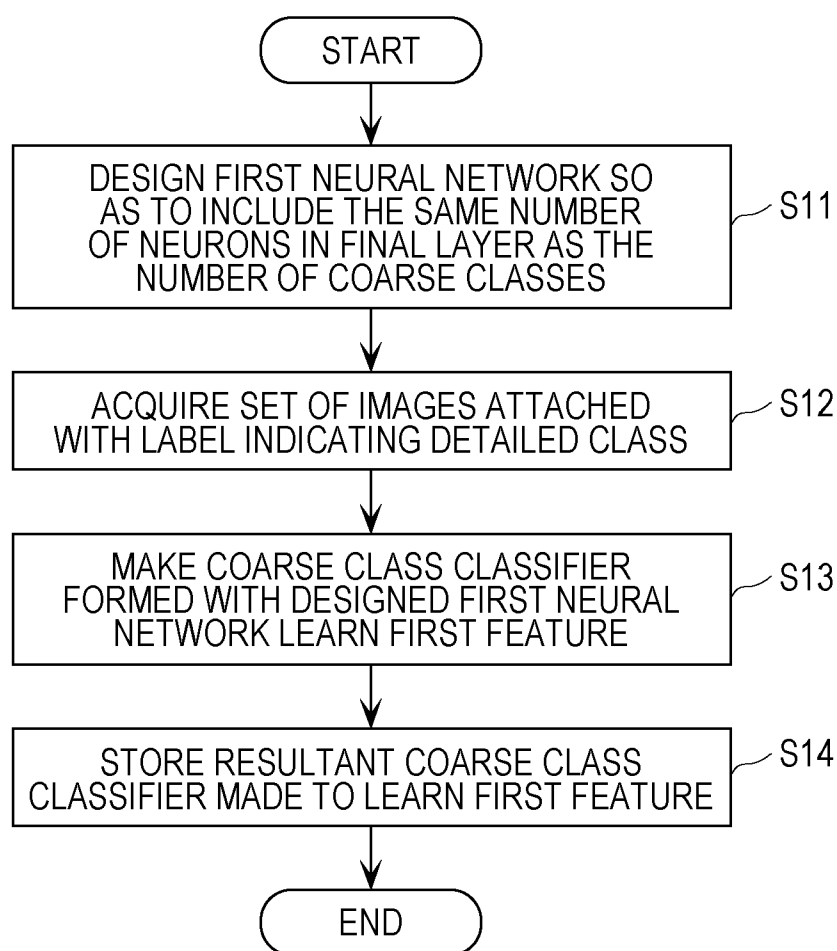 START
DESIGN FIRST NEURAL NETWORK SO
AS TO INCLUDE THE SAME NUMBER
OF NEURONS IN FINAL LAYER AS THE
NUMBER OF COARSE CLASSES
S11
ACQUIRE SET OF IMAGES ATTACHED
WITH LABEL INDICATING DETAILED CLASS
S12
MAKE COARSE CLASS CLASSIFIER
FORMED WITH DESIGNED FIRST NEURAL
NETWORK LEARN FIRST FEATURE
S13
STORE RESULTANT COARSE CLASS
CLASSIFIER MADE TO LEARN FIRST FEATURE
S14
END